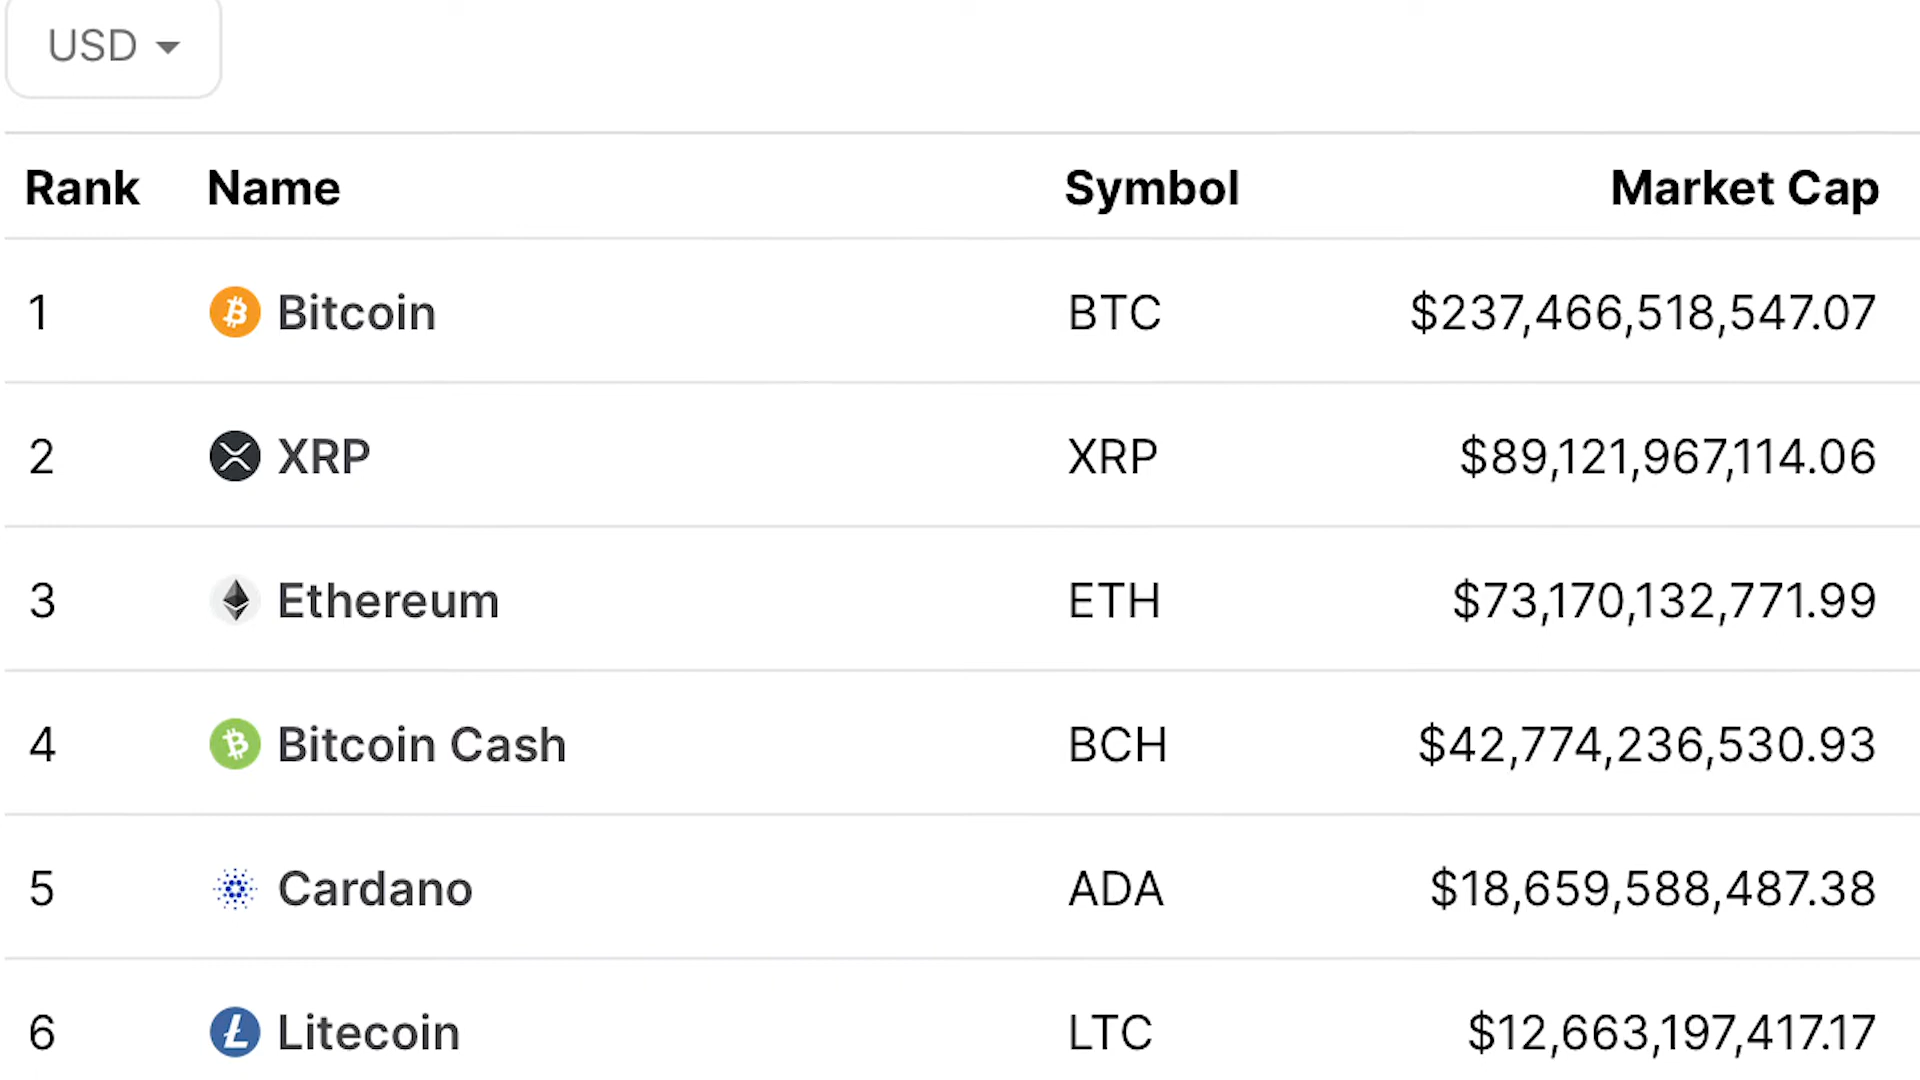 USD
Rank Name Symbol Market Cap
1 Bitcoin BTC $237,466,518,547.07
2 XRP XRP $89,121,967,114.06
3 Ethereum ETH $73,170,132,771.99
4 Bitcoin Cash BCH $42,774,236,530.93
5 Cardano ADA $18,659,588,487.38
6 Litecoin LTC $12,663,197,417.17